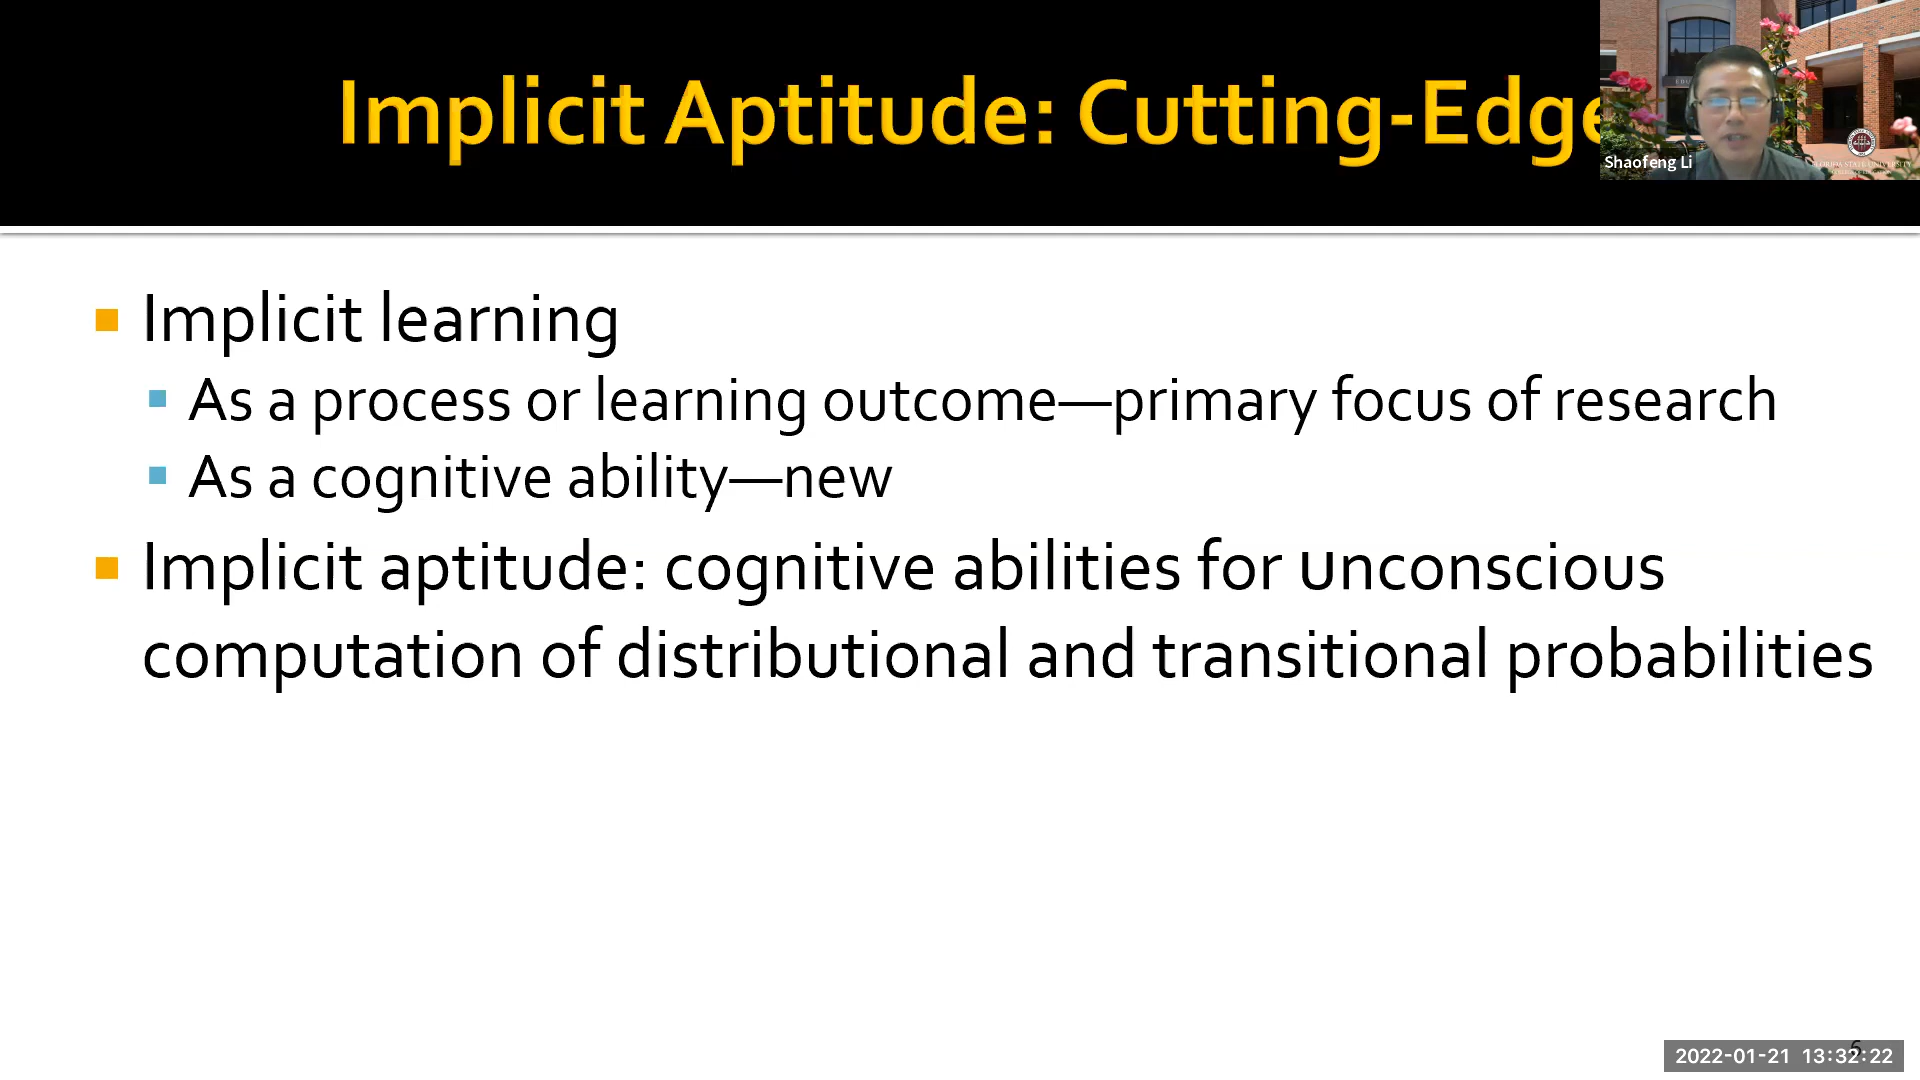 Implicit Aptitude: Cutting-Edge
Shaofeng Li
Implicit learning
As a process or learning outcome—primary focus of research
As a cognitive ability—new
Implicit aptitude: cognitive abilities for unconscious
computation of distributional and transitional probabilities
2022-01-21 13:32:22